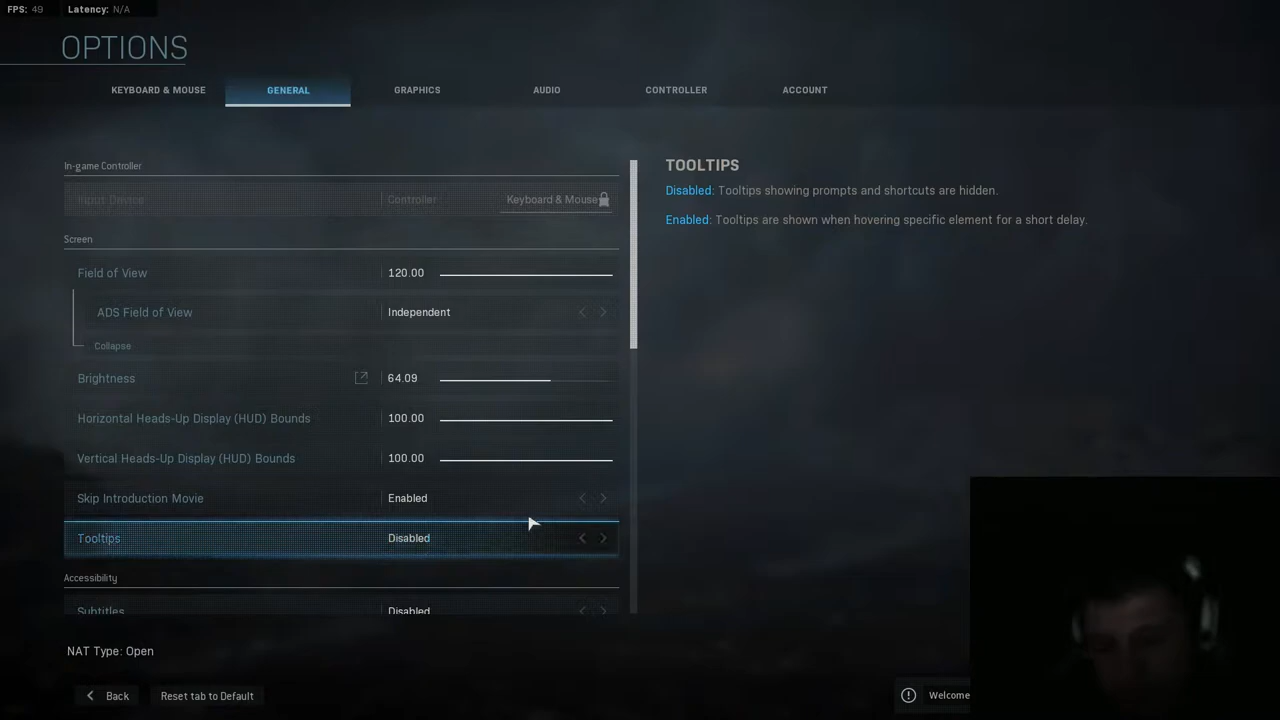 FPS: 49 Latency: N/A
OPTIONS
KEYBOARD & MOUSE GENERAL GRAPHICS AUDIO CONTROLLER ACCOUNT
In-game Controller
Input Device Controller Keyboard & Mouse
Screen
Field of View 120.00
ADS Field of View Independent
Collapse
Brightness 64.09
Horizontal Heads-Up Display (HUD) Bounds 100.00
Vertical Heads-Up Display (HUD) Bounds 100.00
Skip Introduction Movie Enabled
Tooltips Disabled
Accessibility
Subtitles Disabled
TOOLTIPS
Disabled: Tooltips showing prompts and shortcuts are hidden.
Enabled: Tooltips are shown when hovering specific element for a short delay.
NAT Type: Open
Back Reset tab to Default
Welcome